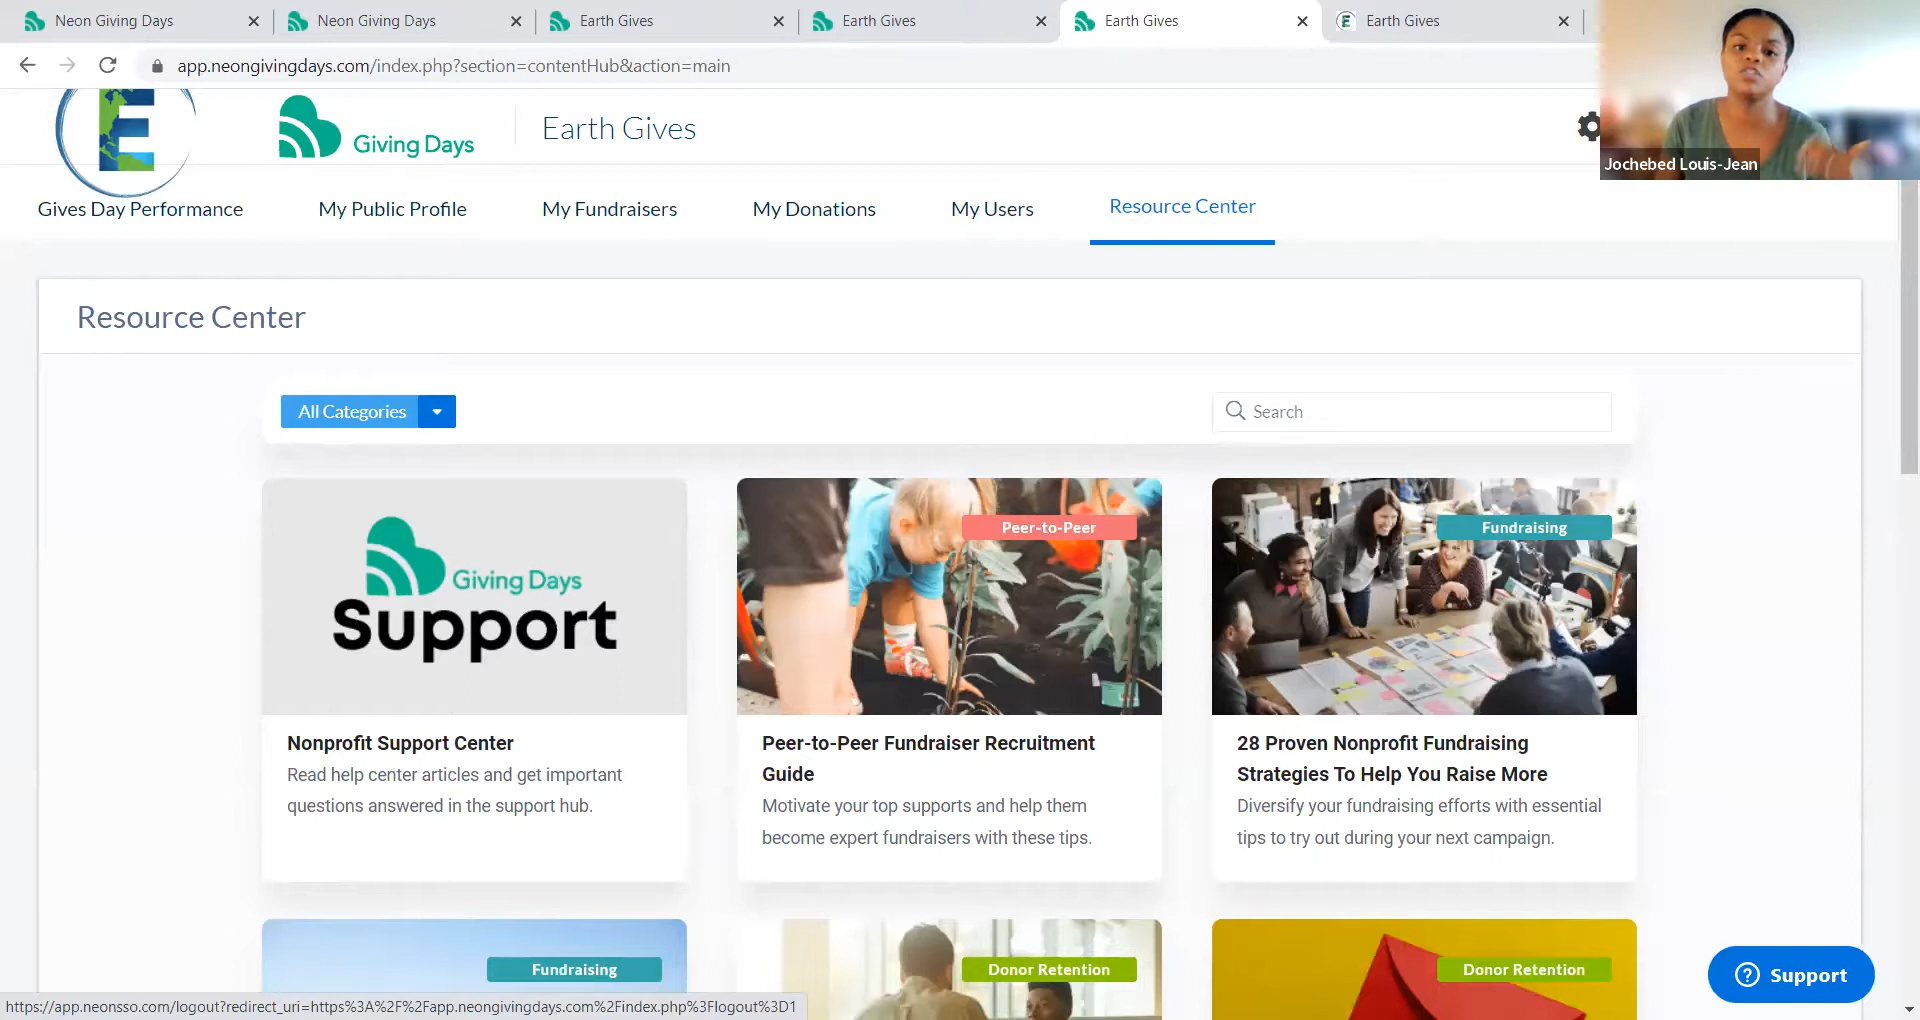 Neon Giving Days
Neon Giving Days
Earth Gives
Earth Gives
Earth Gives
Earth Gives
app.neongivingdays.com/index.php?section=contentHub&action=main
E
Giving Days
Earth Gives
Jochebed Louis-Jean
Gives Day Performance
My Public Profile
My Fundraisers
My Donations
My Users
Resource Center
Resource Center
All Categories
Search
Giving Days
Support
Peer-to-Peer
Fundraising
Nonprofit Support Center
Read help center articles and get important
questions answered in the support hub.
Peer-to-Peer Fundraiser Recruitment
Guide
Motivate your top supports and help them
become expert fundraisers with these tips.
28 Proven Nonprofit Fundraising
Strategies To Help You Raise More
Diversify your fundraising efforts with essential
tips to try out during your next campaign.
Fundraising
Donor Retention
Donor Retention
Support
https://app.neonsso.com/logout?redirect_uri=https%3A%2F%2Fapp.neongivingdays.com%2Findex.php%3Flogout%3D1